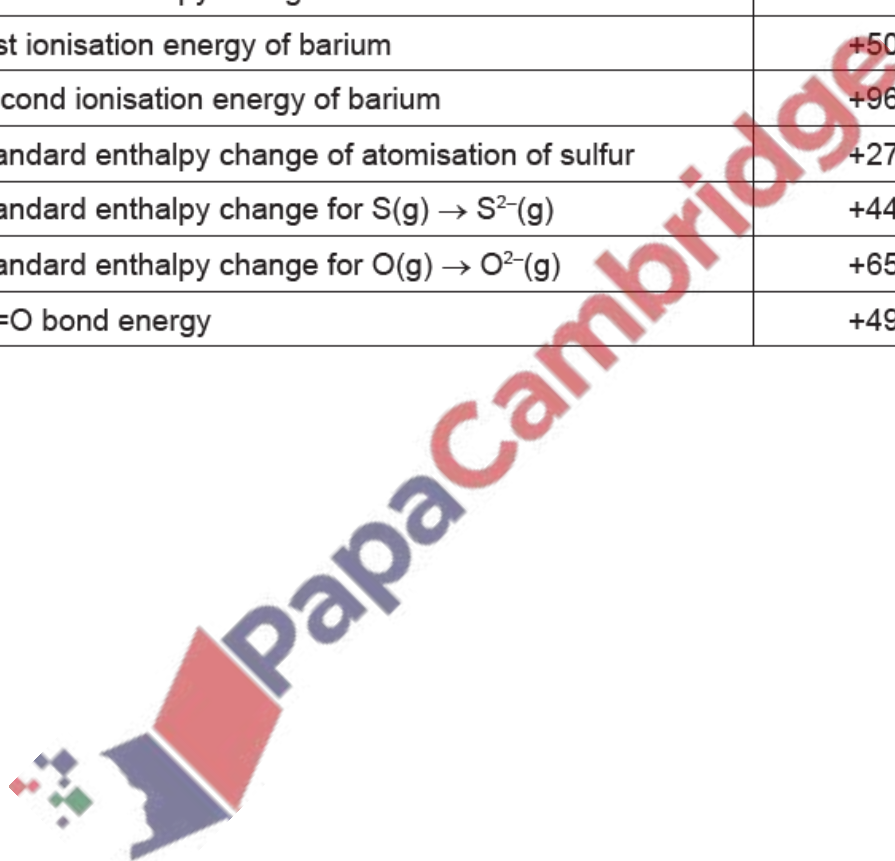 st ionisation energy of barium +50
cond ionisation energy of barium +96
andard enthalpy change of atomisation of sulfur +27
andard enthalpy change for S(g) → S²⁻(g) +44
andard enthalpy change for O(g) → O²⁻(g) +65
=O bond energy +49
PapaCambridge